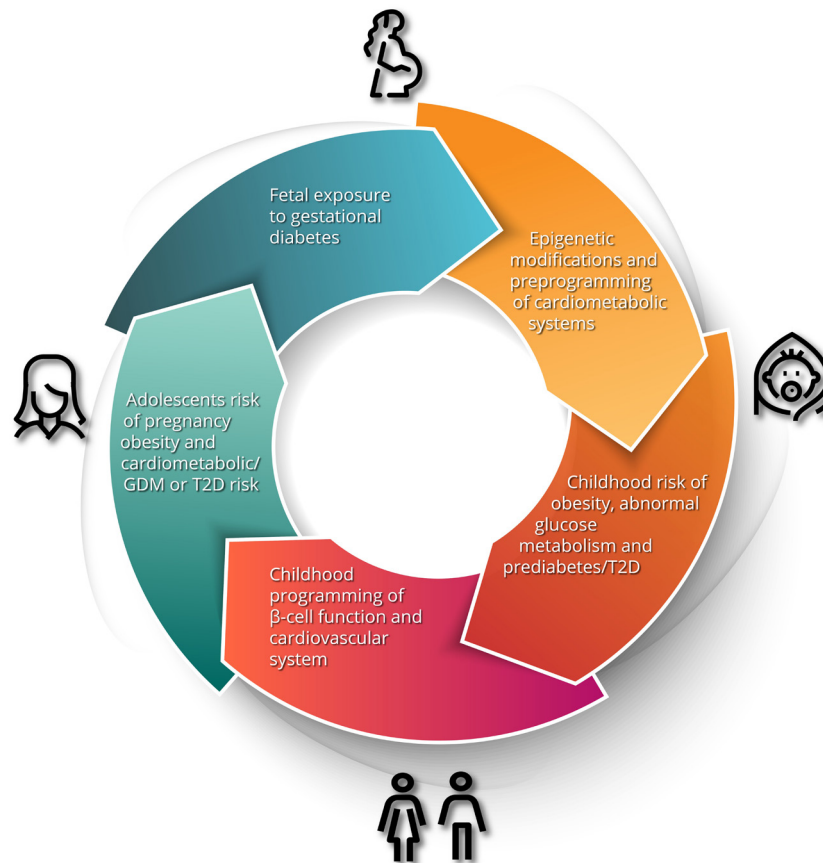 Fetal exposure
to gestational
diabetes
Epigenetic
modifications and
preprogramming
of cardiometabolic
systems
Childhood risk of
obesity, abnormal
glucose
metabolism and
prediabetes/T2D
Childhood
programming of
β-cell function and
cardiovascular
system
Adolescents risk
of pregnancy
obesity and
cardiometabolic/
GDM or T2D risk